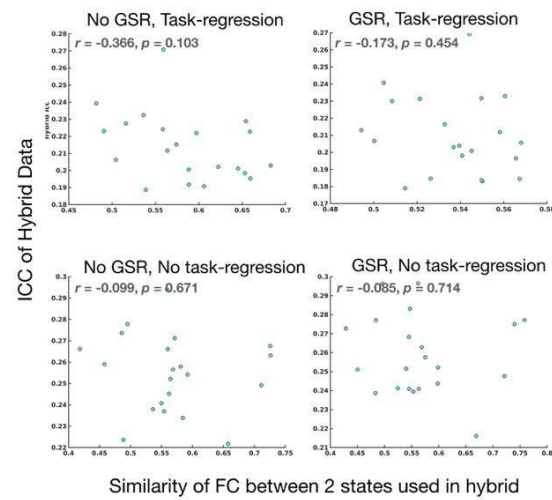 No GSR, Task-regression
r = -0.366, p = 0.103
0.28
0.27
0.26
0.25
0.24
0.23
0.22
0.21
0.2
0.19
0.18
hybrid ICC
0.45 0.5 0.55 0.6 0.65 0.7
GSR, Task-regression
r = -0.173, p = 0.454
0.27
0.26
0.25
0.24
0.23
0.22
0.21
0.2
0.19
0.18
0.17
0.48 0.5 0.52 0.54 0.56 0.58
ICC of Hybrid Data
No GSR, No task-regression
r = -0.099, p = 0.671
0.3
0.29
0.28
0.27
0.26
0.25
0.24
0.23
0.22
0.4 0.45 0.5 0.55 0.6 0.65 0.7 0.75
GSR, No task-regression
r = -0.085, p = 0.714
0.3
0.29
0.28
0.27
0.26
0.25
0.24
0.23
0.22
0.21
0.4 0.5 0.6 0.7 0.8
Similarity of FC between 2 states used in hybrid